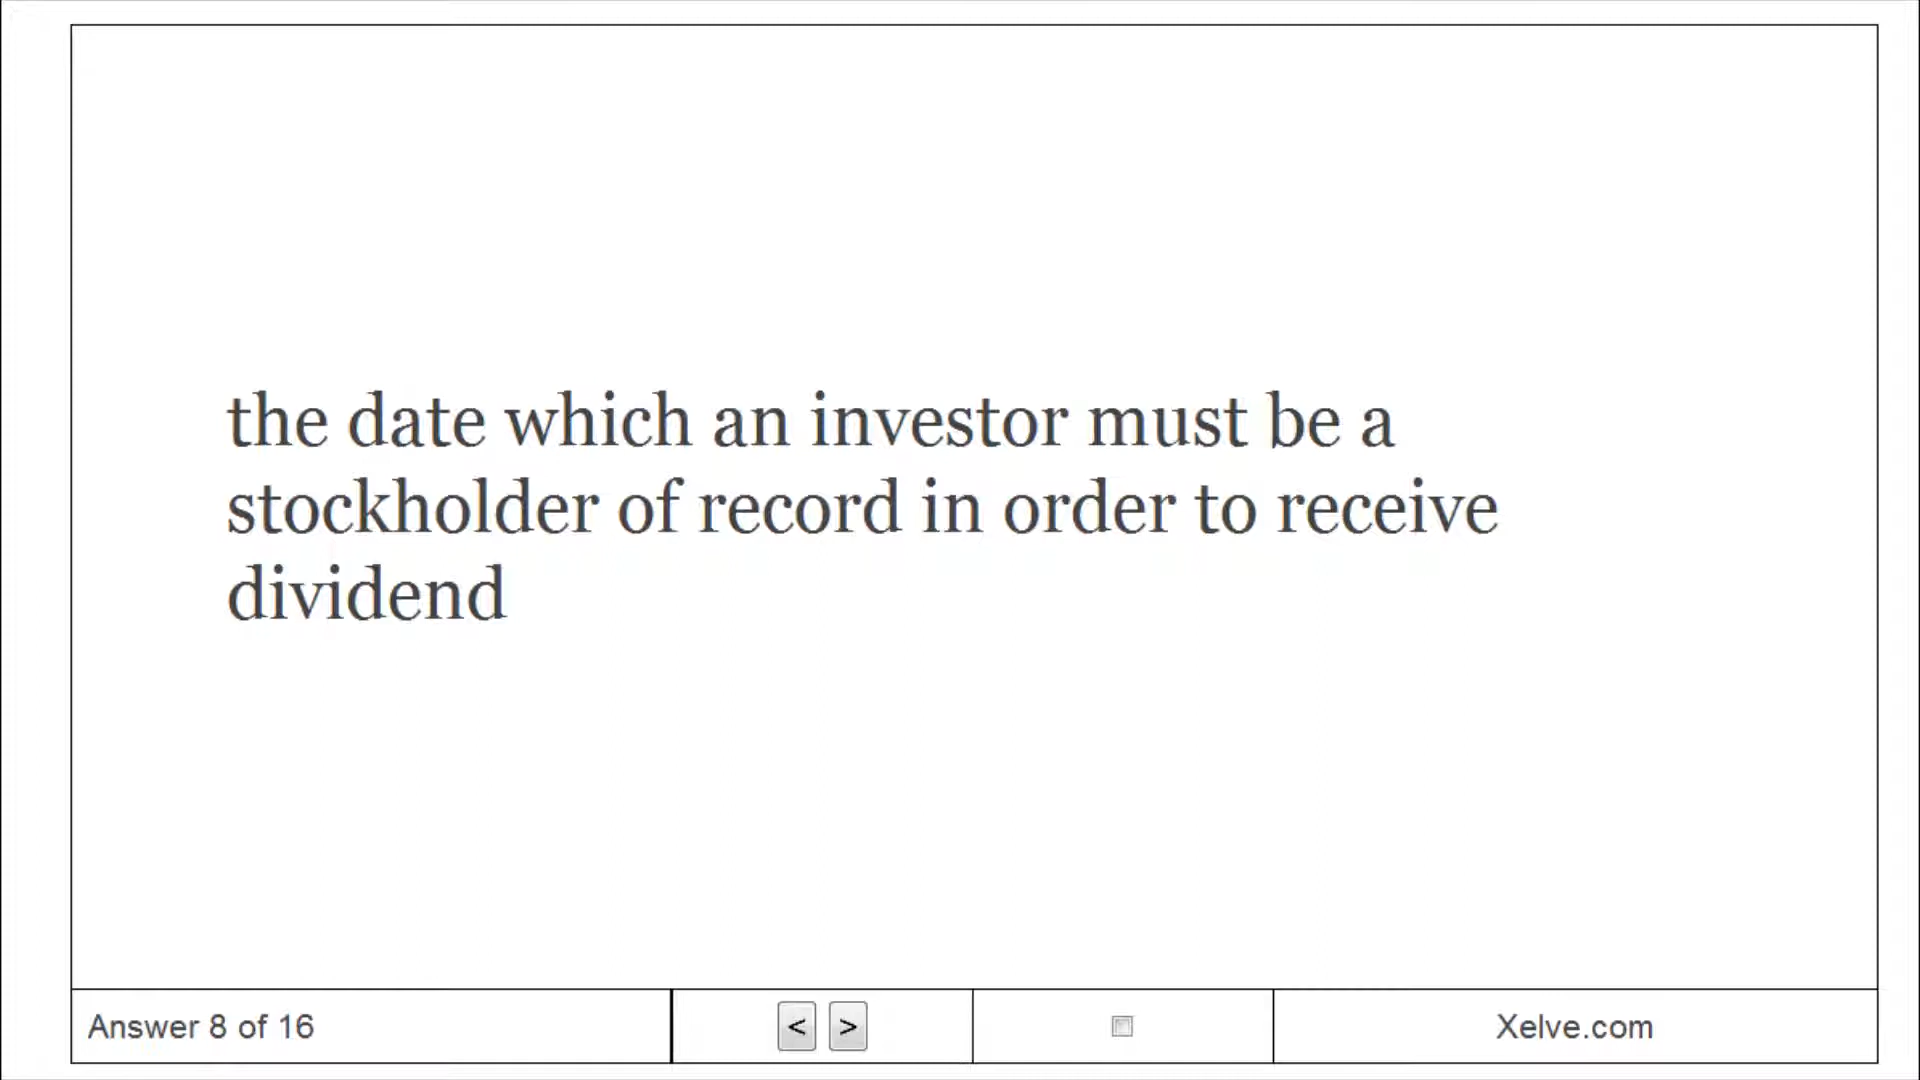 the date which an investor must be a
stockholder of record in order to receive
dividend
Answer 8 of 16
< >
Xelve.com